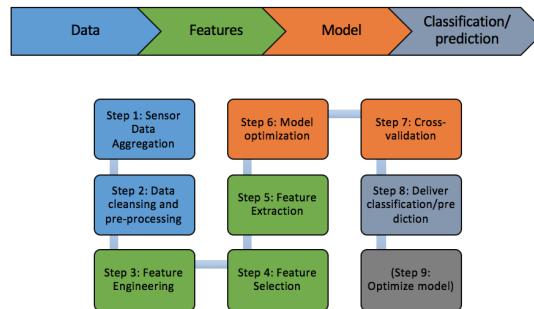 Data
Features
Model
Classification/
prediction
Step 1: Sensor
Data
Aggregation
Step 2: Data
cleansing and
pre-processing
Step 3: Feature
Engineering
Step 4: Feature
Selection
Step 5: Feature
Extraction
Step 6: Model
optimization
Step 7: Cross-
validation
Step 8: Deliver
classification/pre
diction
(Step 9:
Optimize model)